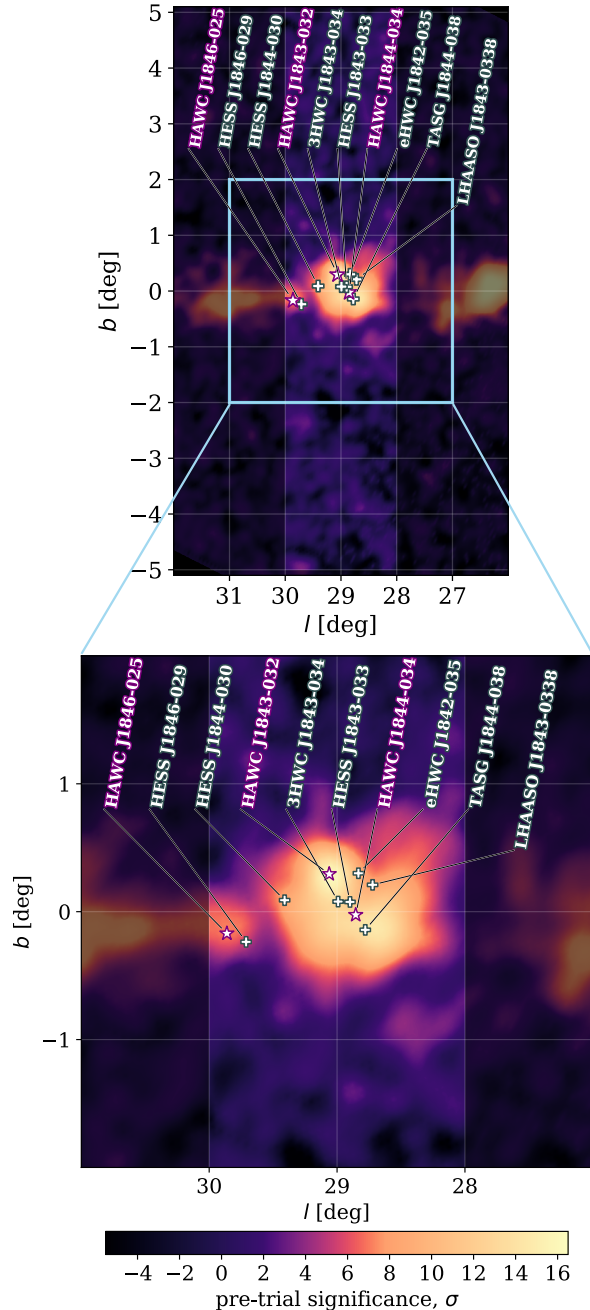 5
4
3
2
1
0
−1
−2
−3
−4
−5
b [deg]
HAWC J1846-025
HESS J1846-029
HESS J1844-030
HAWC J1843-032
3HWC J1843-034
HESS J1843-033
HAWC J1844-034
eHWC J1842-035
TASG J1844-038
LHAASO J1843-0338
31 30 29 28 27
l [deg]
HAWC J1846-025
HESS J1846-029
HESS J1844-030
HAWC J1843-032
3HWC J1843-034
HESS J1843-033
HAWC J1844-034
eHWC J1842-035
TASG J1844-038
LHAASO J1843-0338
1
0
−1
b [deg]
30 29 28
l [deg]
−4 −2 0 2 4 6 8 10 12 14 16
pre-trial significance, σ